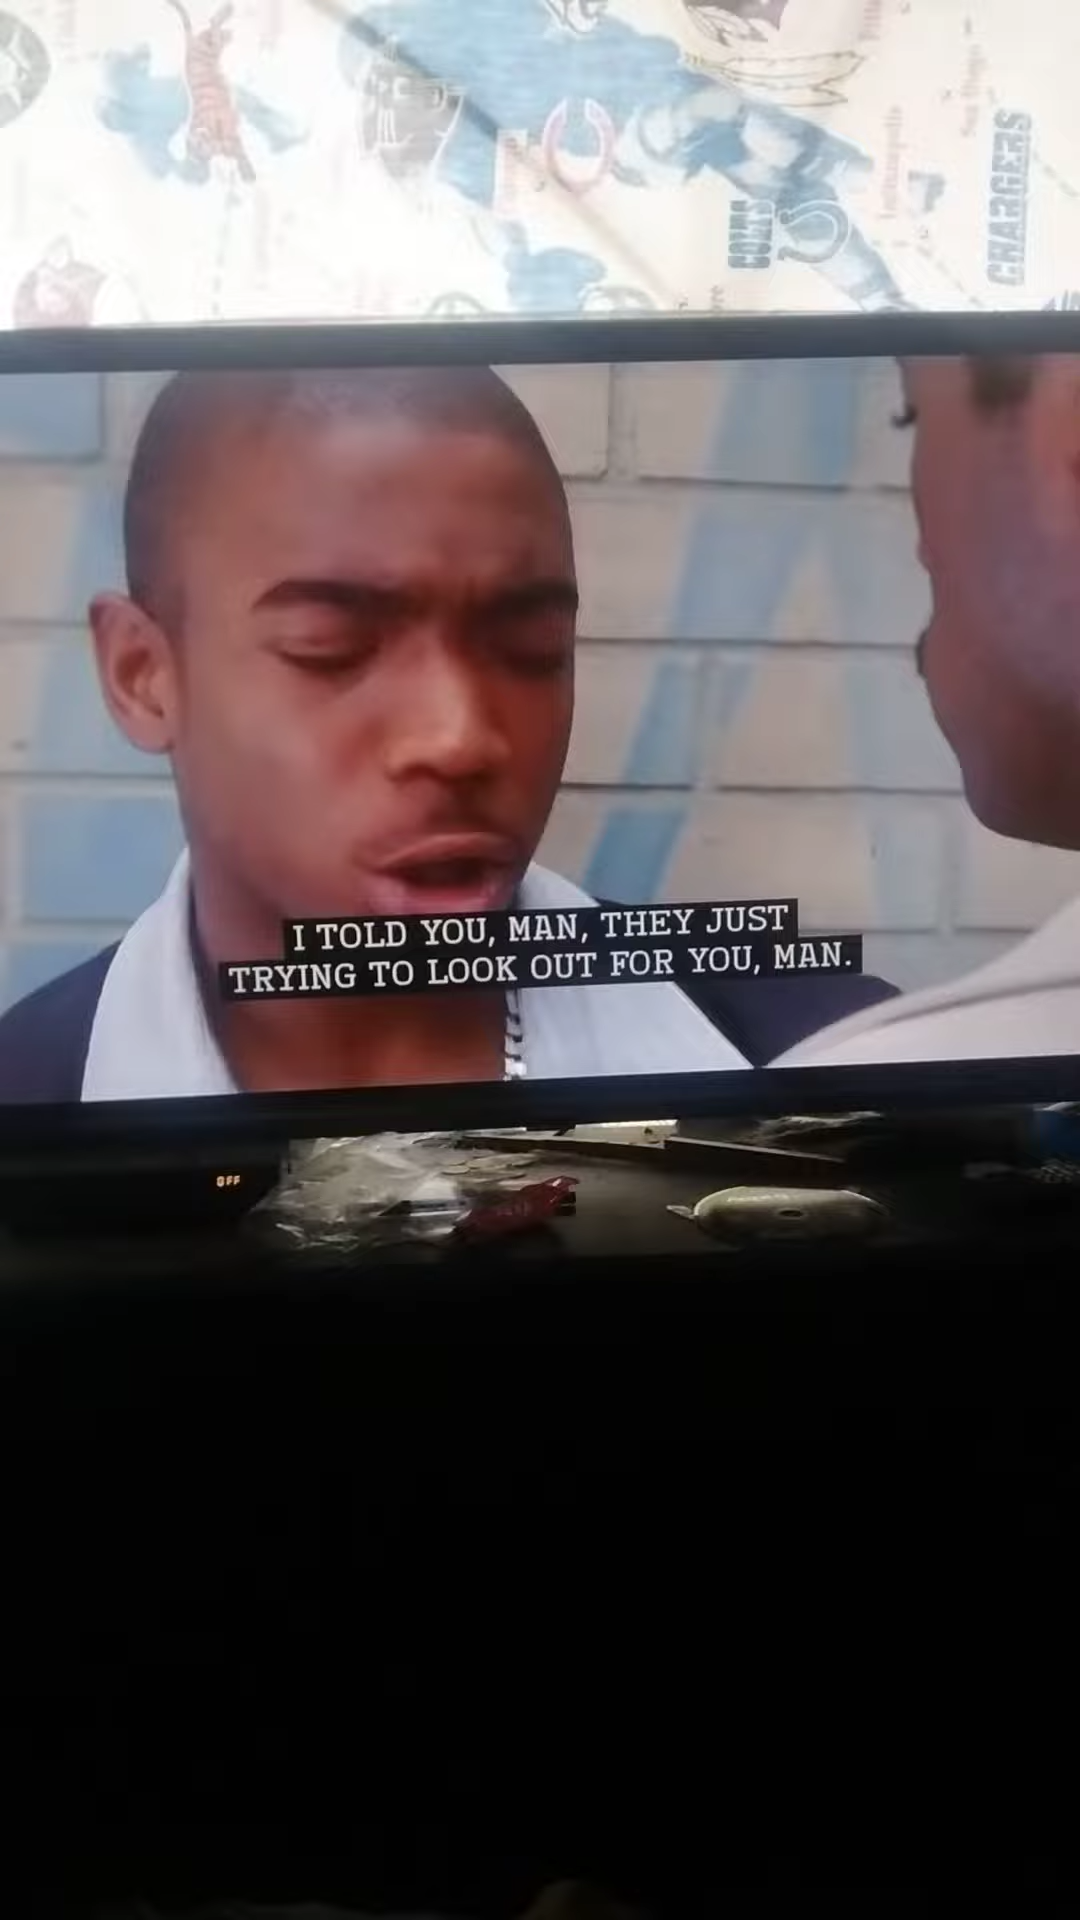 COLTS
CHARGERS
I TOLD YOU, MAN, THEY JUST
TRYING TO LOOK OUT FOR YOU, MAN.
OFF